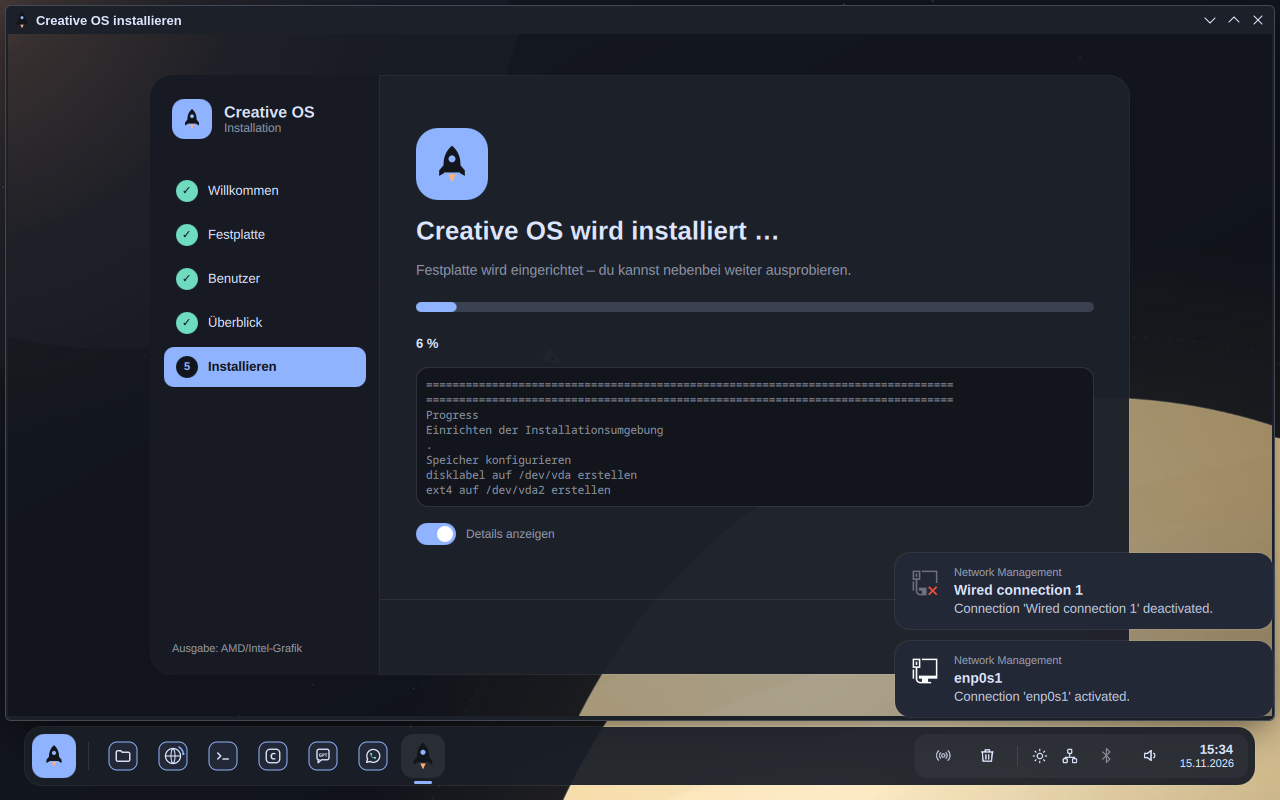 Creative OS installieren
Creative OS
Installation
✓ Willkommen
✓ Festplatte
✓ Benutzer
✓ Überblick
5 Installieren
Ausgabe: AMD/Intel-Grafik
Creative OS wird installiert …
Festplatte wird eingerichtet – du kannst nebenbei weiter ausprobieren.
6 %
================================================================================
================================================================================
Progress
Einrichten der Installationsumgebung
.
Speicher konfigurieren
disklabel auf /dev/vda erstellen
ext4 auf /dev/vda2 erstellen
Details anzeigen
Network Management
Wired connection 1
Connection 'Wired connection 1' deactivated.
Network Management
enp0s1
Connection 'enp0s1' activated.
C
GPT
15:34
15.11.2026